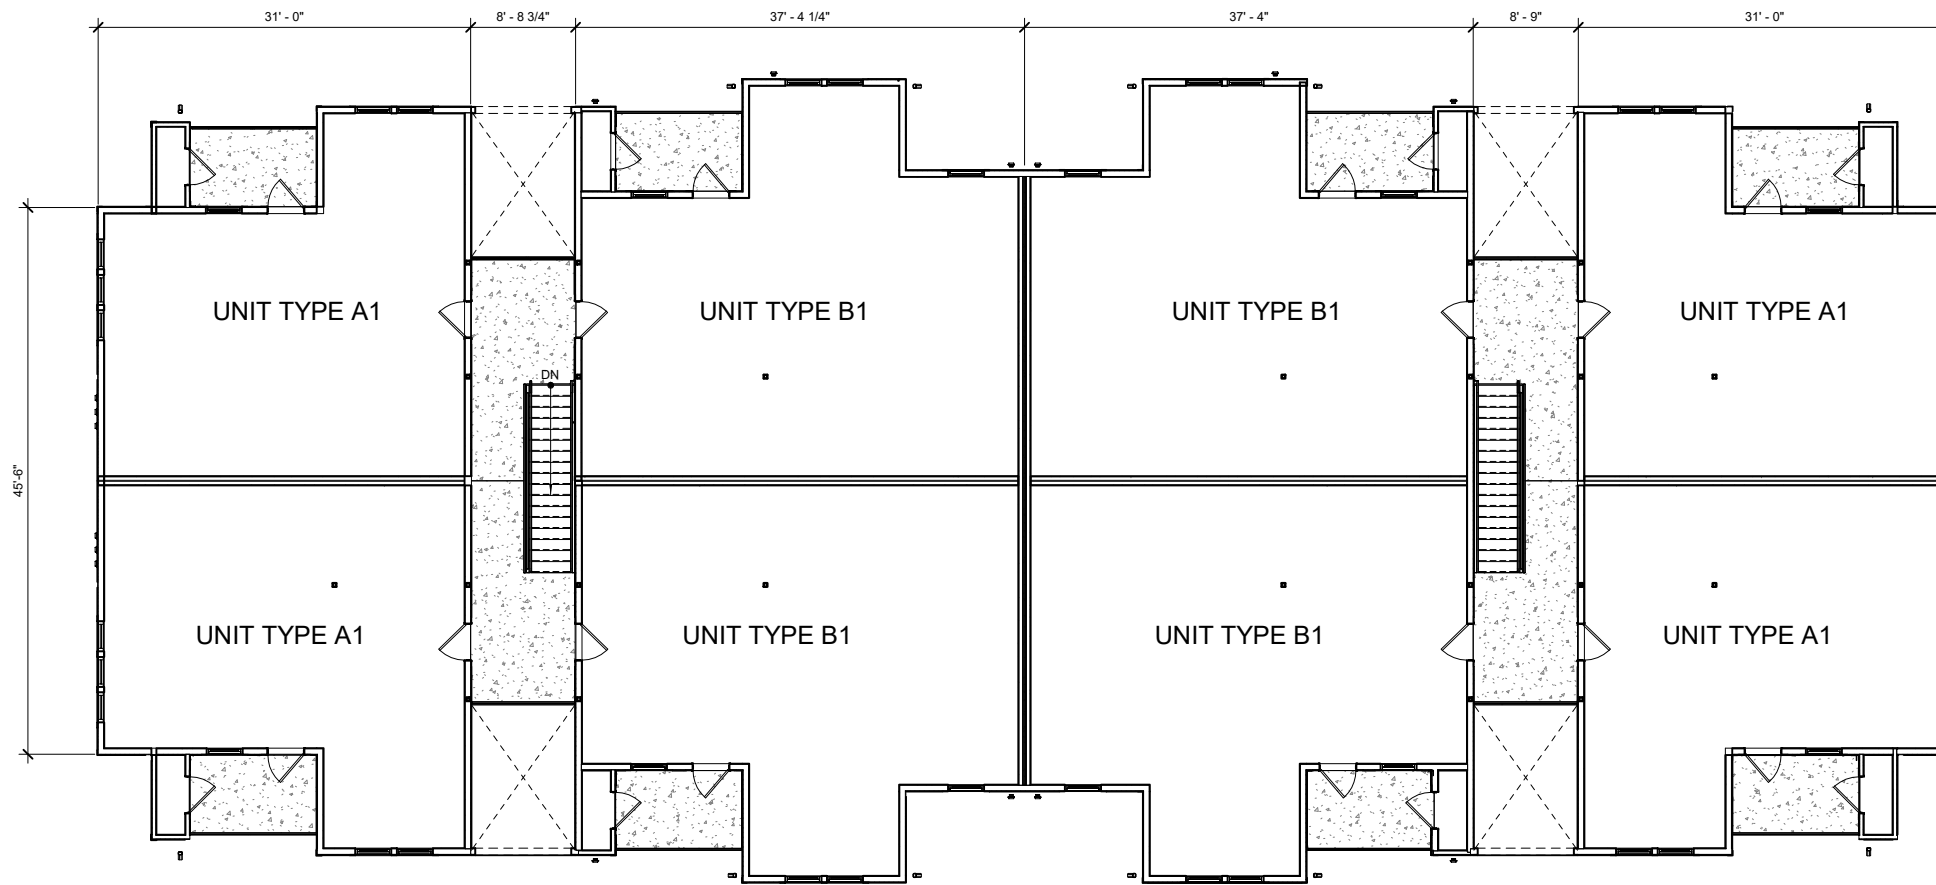 31' - 0"
8' - 8 3/4"
37' - 4 1/4"
37' - 4"
8' - 9"
31' - 0"
UNIT TYPE A1
UNIT TYPE B1
UNIT TYPE B1
UNIT TYPE A1
DN
45'-6"
UNIT TYPE A1
UNIT TYPE B1
UNIT TYPE B1
UNIT TYPE A1